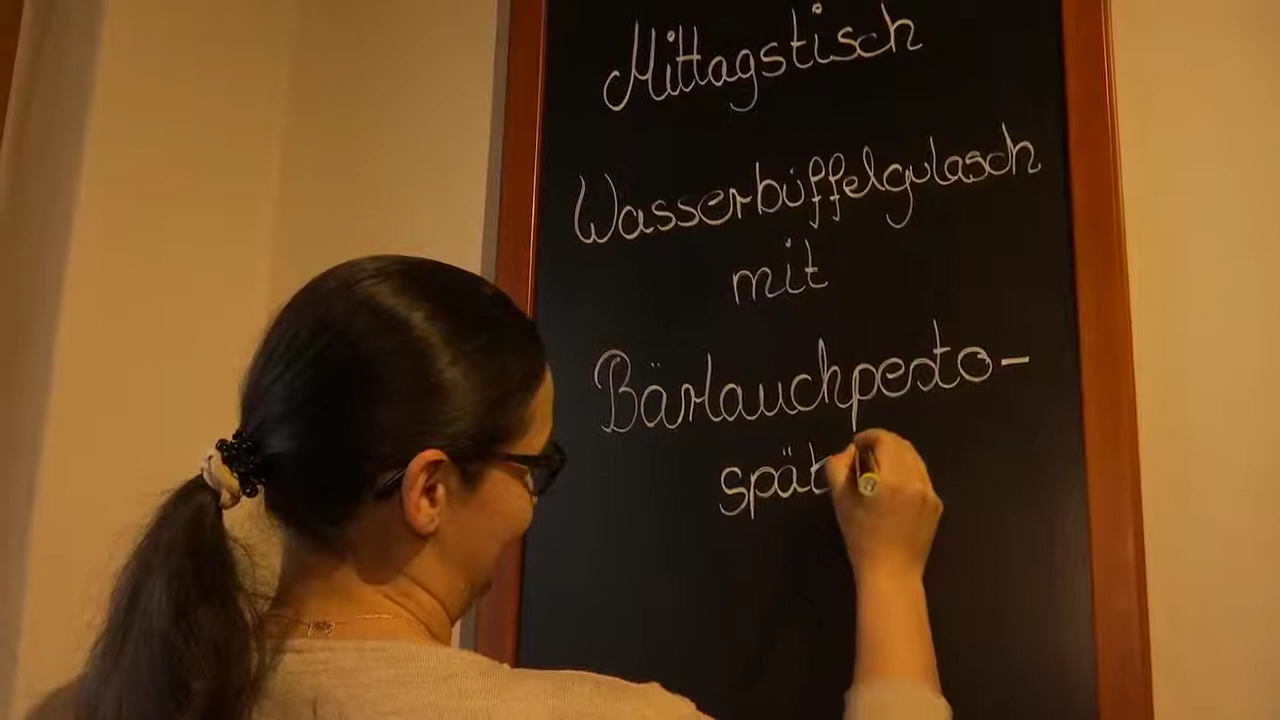 Mittagstisch
Wasserbüffelgulasch
mit
Bärlauchpesto-
spät